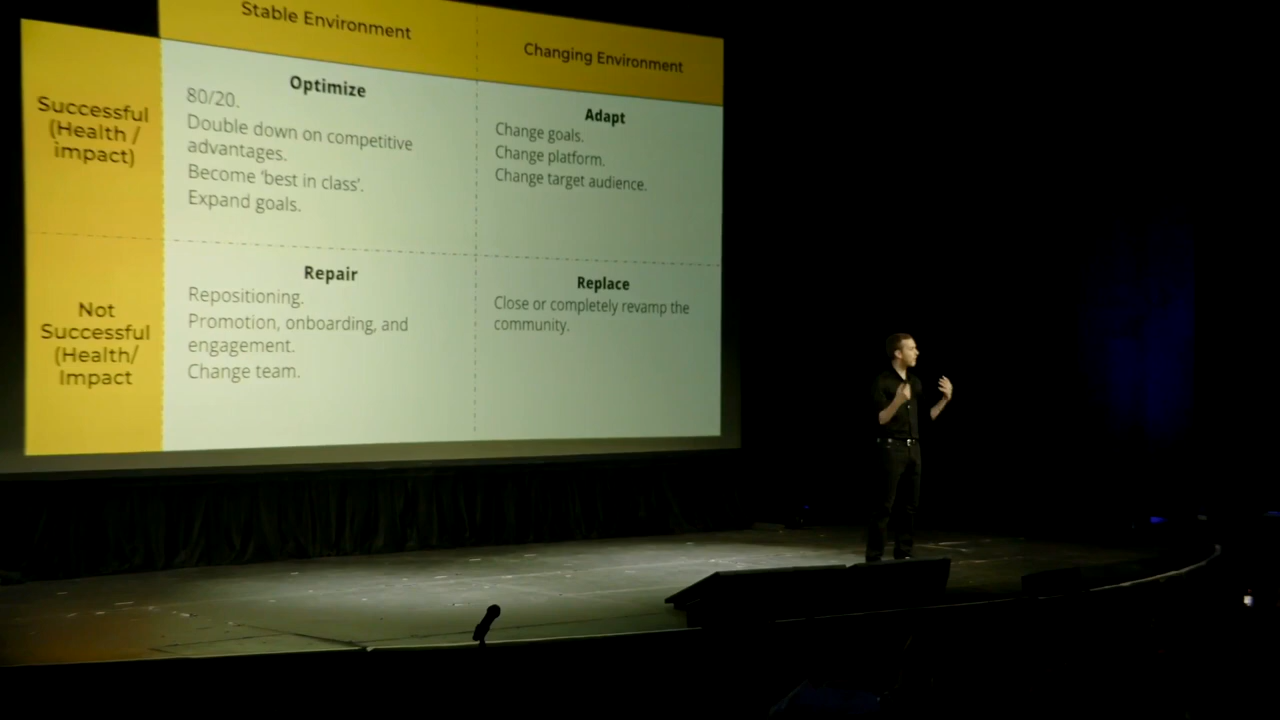 Stable Environment
Changing Environment
Successful
(Health /
impact)
Optimize
80/20.
Double down on competitive
advantages.
Become ‘best in class’.
Expand goals.
Adapt
Change goals.
Change platform.
Change target audience.
Not
Successful
(Health/
Impact
Repair
Repositioning.
Promotion, onboarding, and
engagement.
Change team.
Replace
Close or completely revamp the
community.